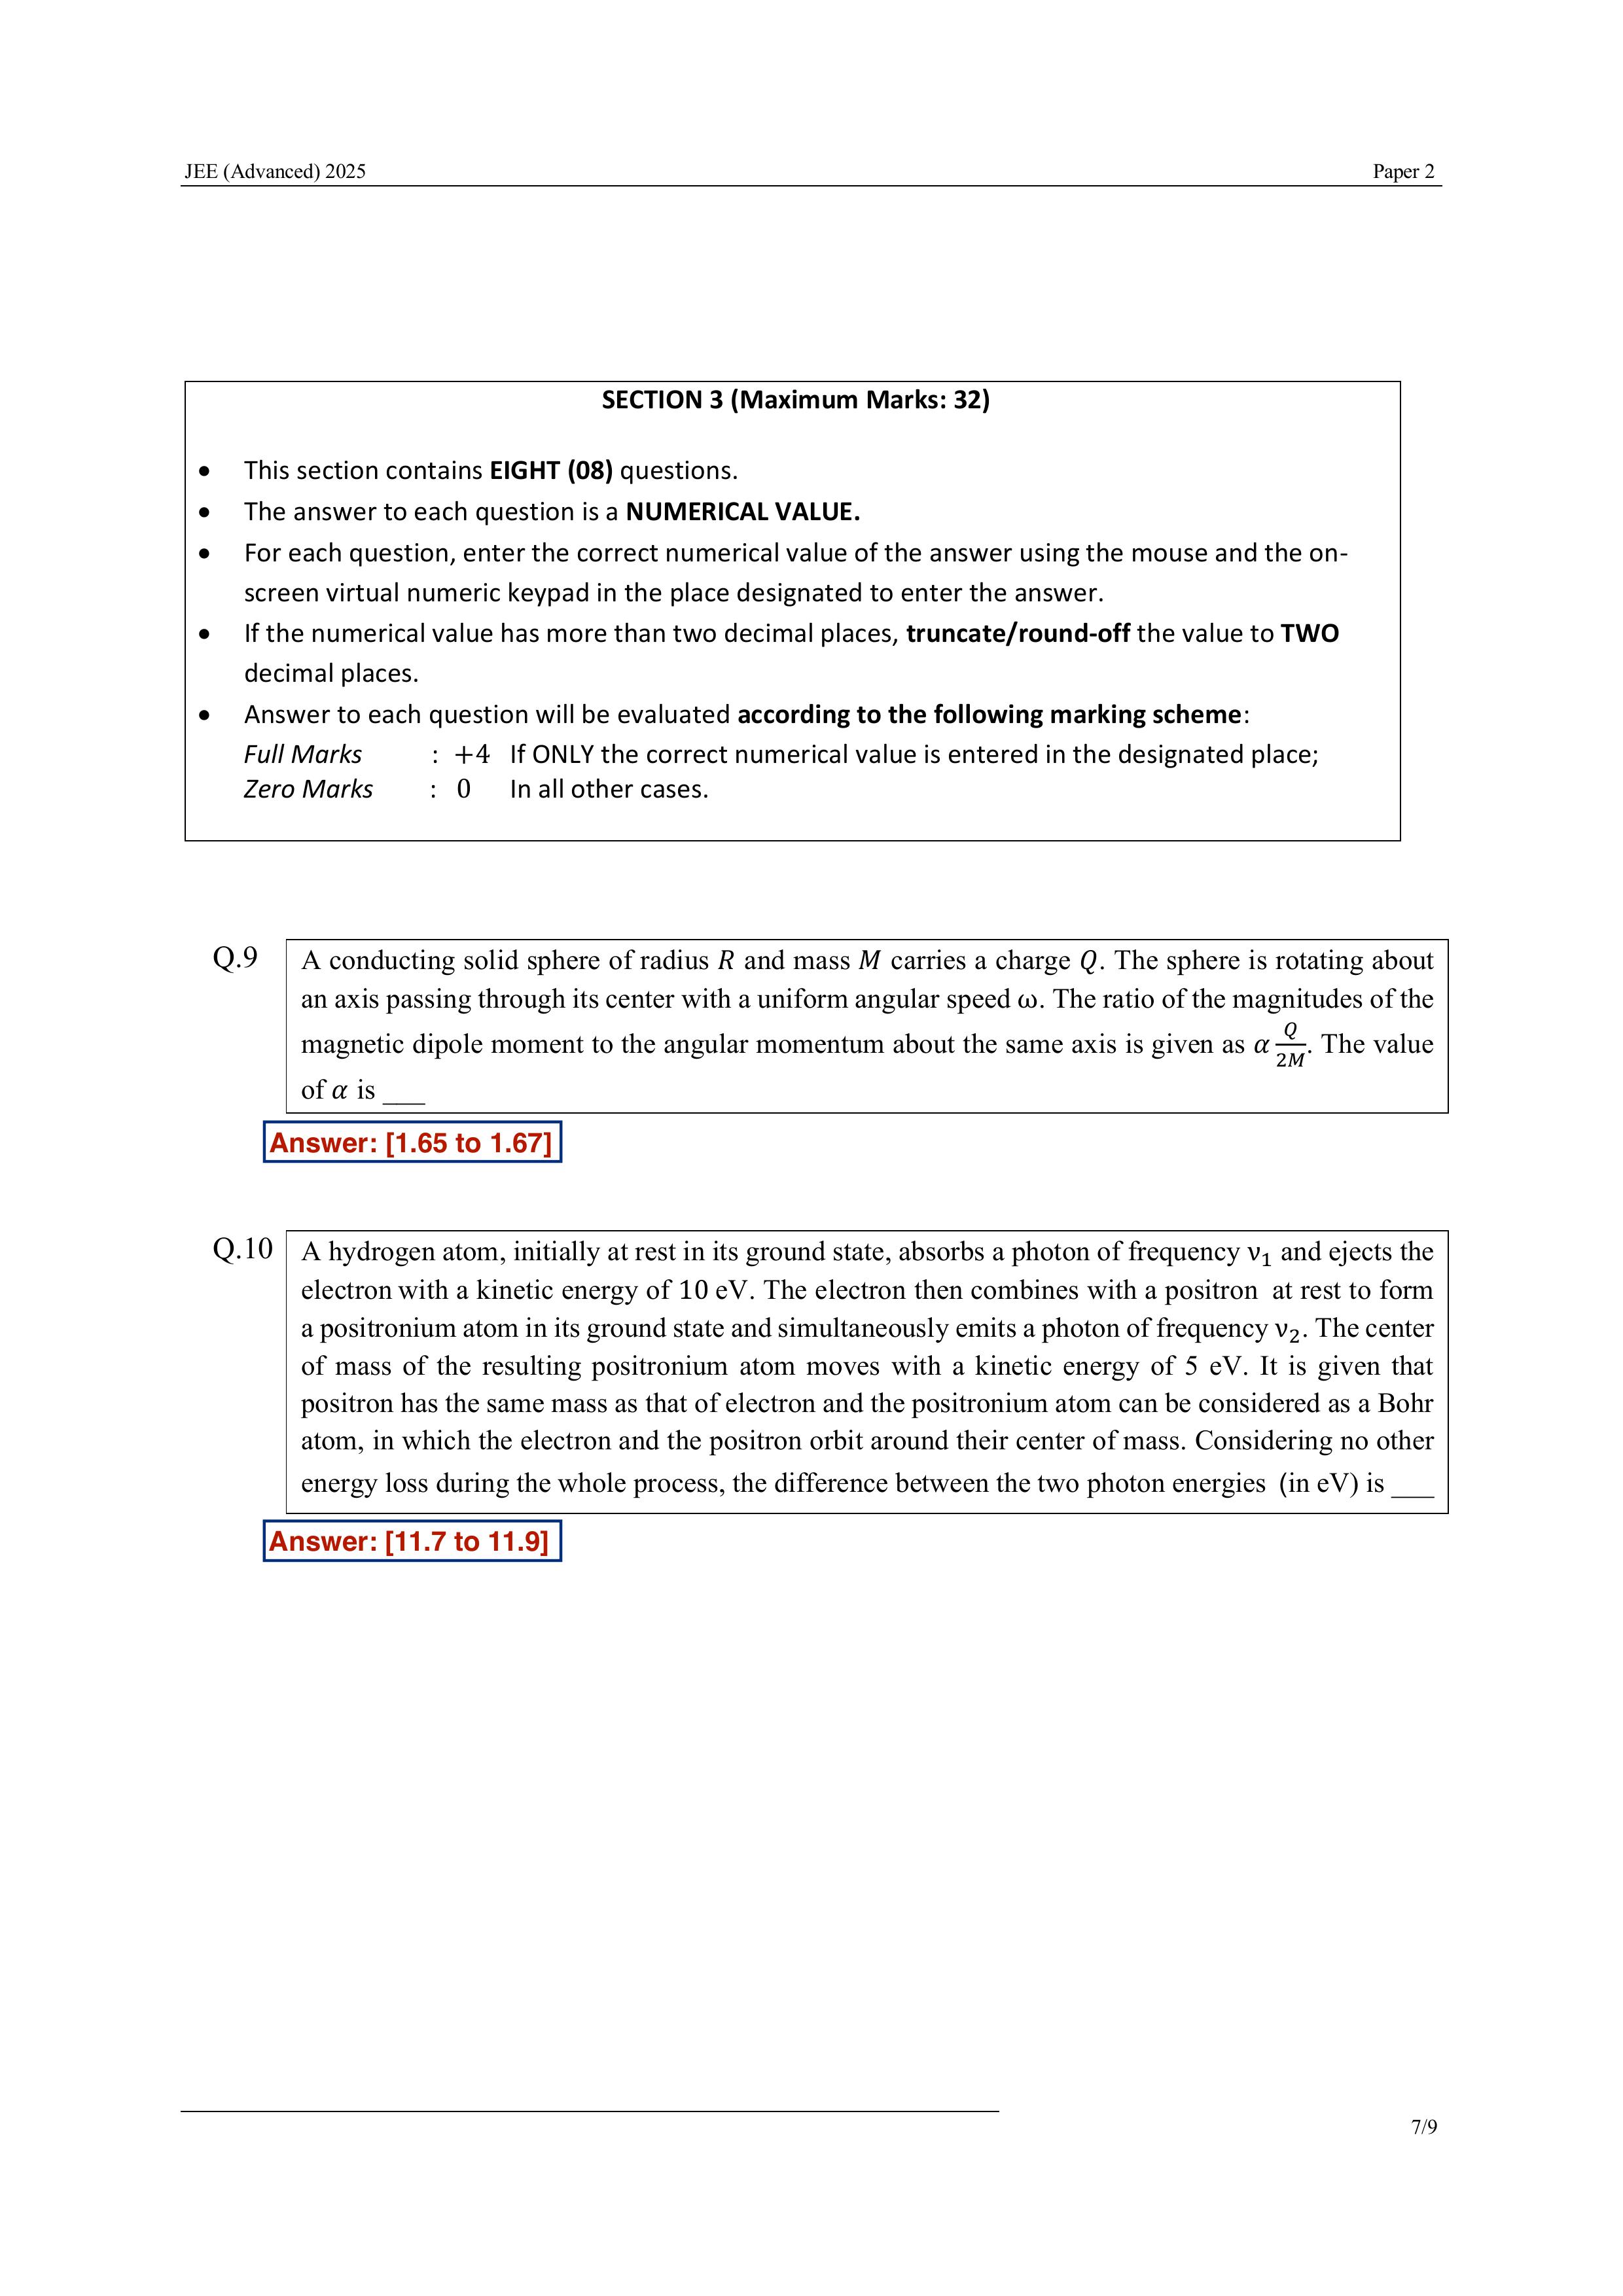 JEE (Advanced) 2025 Paper 2
SECTION 3 (Maximum Marks: 32)
• This section contains EIGHT (08) questions.
• The answer to each question is a NUMERICAL VALUE.
• For each question, enter the correct numerical value of the answer using the mouse and the on-
screen virtual numeric keypad in the place designated to enter the answer.
• If the numerical value has more than two decimal places, truncate/round-off the value to TWO
decimal places.
• Answer to each question will be evaluated according to the following marking scheme:
Full Marks : +4 If ONLY the correct numerical value is entered in the designated place;
Zero Marks : 0 In all other cases.
Q.9 A conducting solid sphere of radius R and mass M carries a charge Q. The sphere is rotating about
an axis passing through its center with a uniform angular speed ω. The ratio of the magnitudes of the
magnetic dipole moment to the angular momentum about the same axis is given as α Q/2M. The value
of α is ___
Answer: [1.65 to 1.67]
Q.10 A hydrogen atom, initially at rest in its ground state, absorbs a photon of frequency ν₁ and ejects the
electron with a kinetic energy of 10 eV. The electron then combines with a positron at rest to form
a positronium atom in its ground state and simultaneously emits a photon of frequency ν₂. The center
of mass of the resulting positronium atom moves with a kinetic energy of 5 eV. It is given that
positron has the same mass as that of electron and the positronium atom can be considered as a Bohr
atom, in which the electron and the positron orbit around their center of mass. Considering no other
energy loss during the whole process, the difference between the two photon energies (in eV) is ___
Answer: [11.7 to 11.9]
7/9